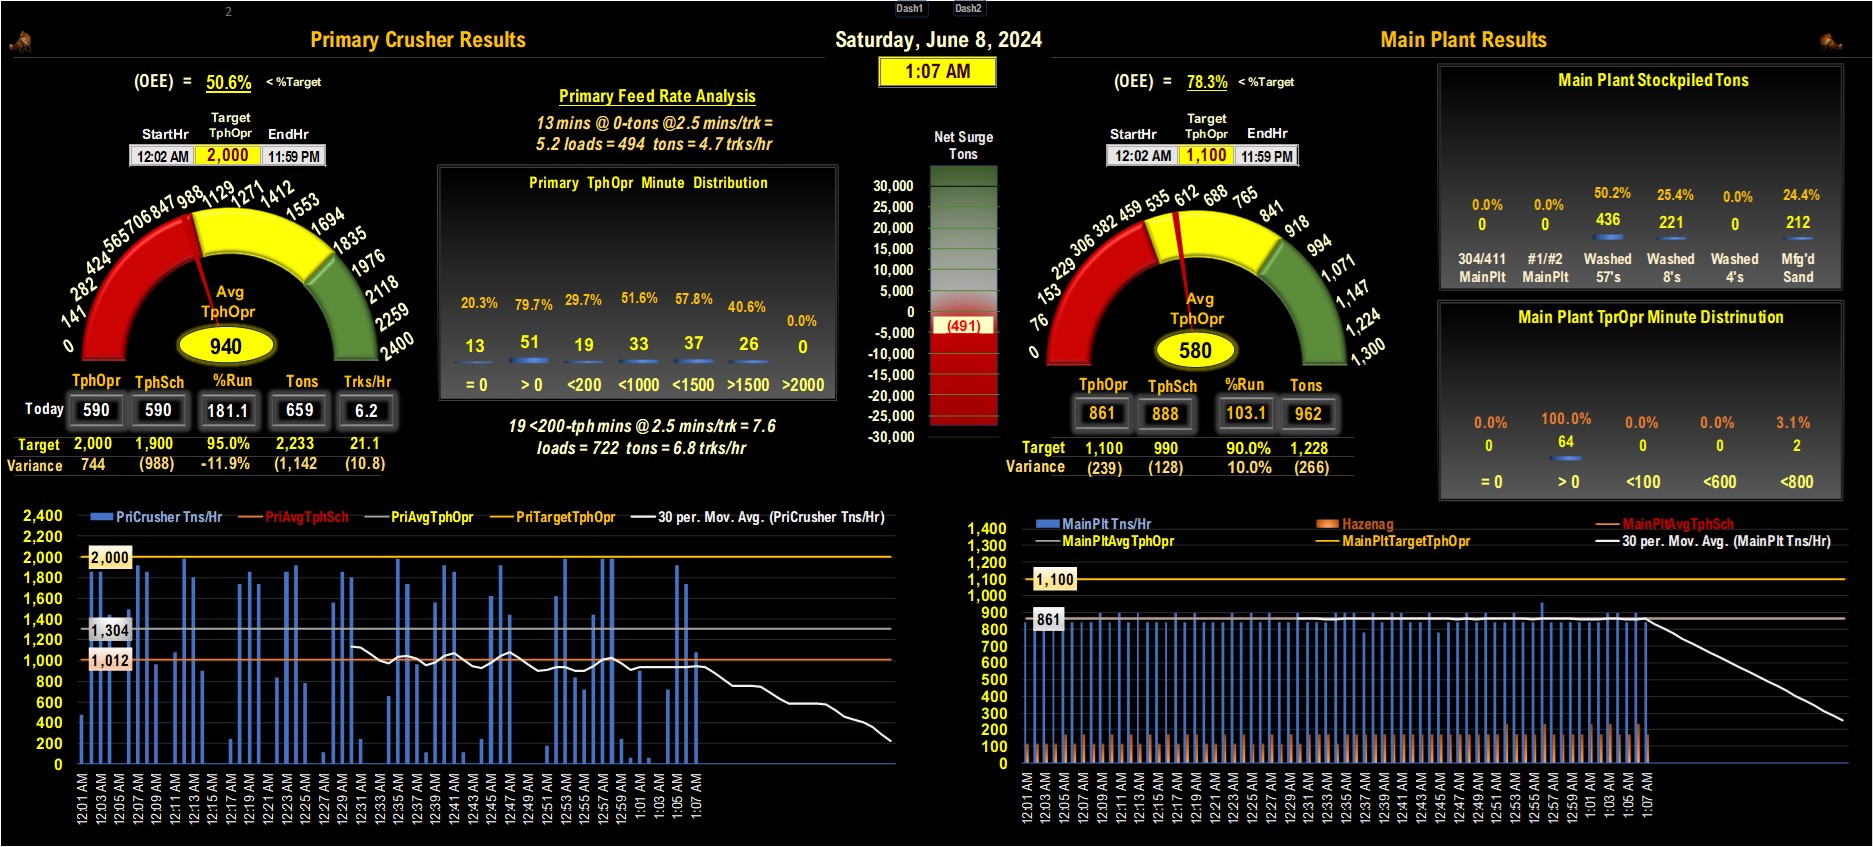 2
Dash1 Dash2
Primary Crusher Results
Saturday, June 8, 2024
Main Plant Results
1:07 AM
(OEE) = 50.6% < %Target
Target
StartHr TphOpr EndHr
12:02 AM 2,000 11:59 PM
0 141 282 424 565 706 847 988 1129 1271 1412 1553 1694 1835 1976 2118 2259 2400
Avg
TphOpr
940
TphOpr TphSch %Run Tons Trks/Hr
Today 590 590 181.1 659 6.2
Target 2,000 1,900 95.0% 2,233 21.1
Variance 744 (988) -11.9% (1,142 (10.8)
Primary Feed Rate Analysis
13 mins @ 0-tons @2.5 mins/trk =
5.2 loads = 494 tons = 4.7 trks/hr
Primary TphOpr Minute Distribution
20.3% 79.7% 29.7% 51.6% 57.8% 40.6% 0.0%
13 51 19 33 37 26 0
= 0 > 0 <200 <1000 <1500 >1500 >2000
19 <200-tph mins @ 2.5 mins/trk = 7.6
loads = 722 tons = 6.8 trks/hr
Net Surge
Tons
30,000
25,000
20,000
15,000
10,000
5,000
0
-5,000
-10,000
-15,000
-20,000
-25,000
-30,000
(491)
(OEE) = 78.3% < %Target
Target
StartHr TphOpr EndHr
12:02 AM 1,100 11:59 PM
0 76 153 229 306 382 459 535 612 688 765 841 918 994 1,071 1,147 1,224 1,300
Avg
TphOpr
580
TphOpr TphSch %Run Tons
861 888 103.1 962
Target 1,100 990 90.0% 1,228
Variance (239) (128) 10.0% (266)
Main Plant Stockpiled Tons
0.0% 0.0% 50.2% 25.4% 0.0% 24.4%
0 0 436 221 0 212
304/411 #1/#2 Washed Washed Washed Mfg'd
MainPlt MainPlt 57's 8's 4's Sand
Main Plant TprOpr Minute Distrinution
0.0% 100.0% 0.0% 0.0% 3.1%
0 64 0 0 2
= 0 > 0 <100 <600 <800
PriCrusher Tns/Hr PriAvgTphSch PriAvgTphOpr PriTargetTphOpr 30 per. Mov. Avg. (PriCrusher Tns/Hr)
2,400
2,200
2,000
1,800
1,600
1,400
1,200
1,000
800
600
400
200
0
2,000
1,304
1,012
12:01 AM 12:03 AM 12:05 AM 12:07 AM 12:09 AM 12:11 AM 12:13 AM 12:15 AM 12:17 AM 12:19 AM 12:21 AM 12:23 AM 12:25 AM 12:27 AM 12:29 AM 12:31 AM 12:33 AM 12:35 AM 12:37 AM 12:39 AM 12:41 AM 12:43 AM 12:45 AM 12:47 AM 12:49 AM 12:51 AM 12:53 AM 12:55 AM 12:57 AM 12:59 AM 1:01 AM 1:03 AM 1:05 AM 1:07 AM
MainPlt Tns/Hr Hazenag MainPltAvgTphSch
MainPltAvgTphOpr MainPltTargetTphOpr 30 per. Mov. Avg. (MainPlt Tns/Hr)
1,400
1,300
1,200
1,100
1,000
900
800
700
600
500
400
300
200
100
0
1,100
861
12:01 AM 12:03 AM 12:05 AM 12:07 AM 12:09 AM 12:11 AM 12:13 AM 12:15 AM 12:17 AM 12:19 AM 12:21 AM 12:23 AM 12:25 AM 12:27 AM 12:29 AM 12:31 AM 12:33 AM 12:35 AM 12:37 AM 12:39 AM 12:41 AM 12:43 AM 12:45 AM 12:47 AM 12:49 AM 12:51 AM 12:53 AM 12:55 AM 12:57 AM 12:59 AM 1:01 AM 1:03 AM 1:05 AM 1:07 AM